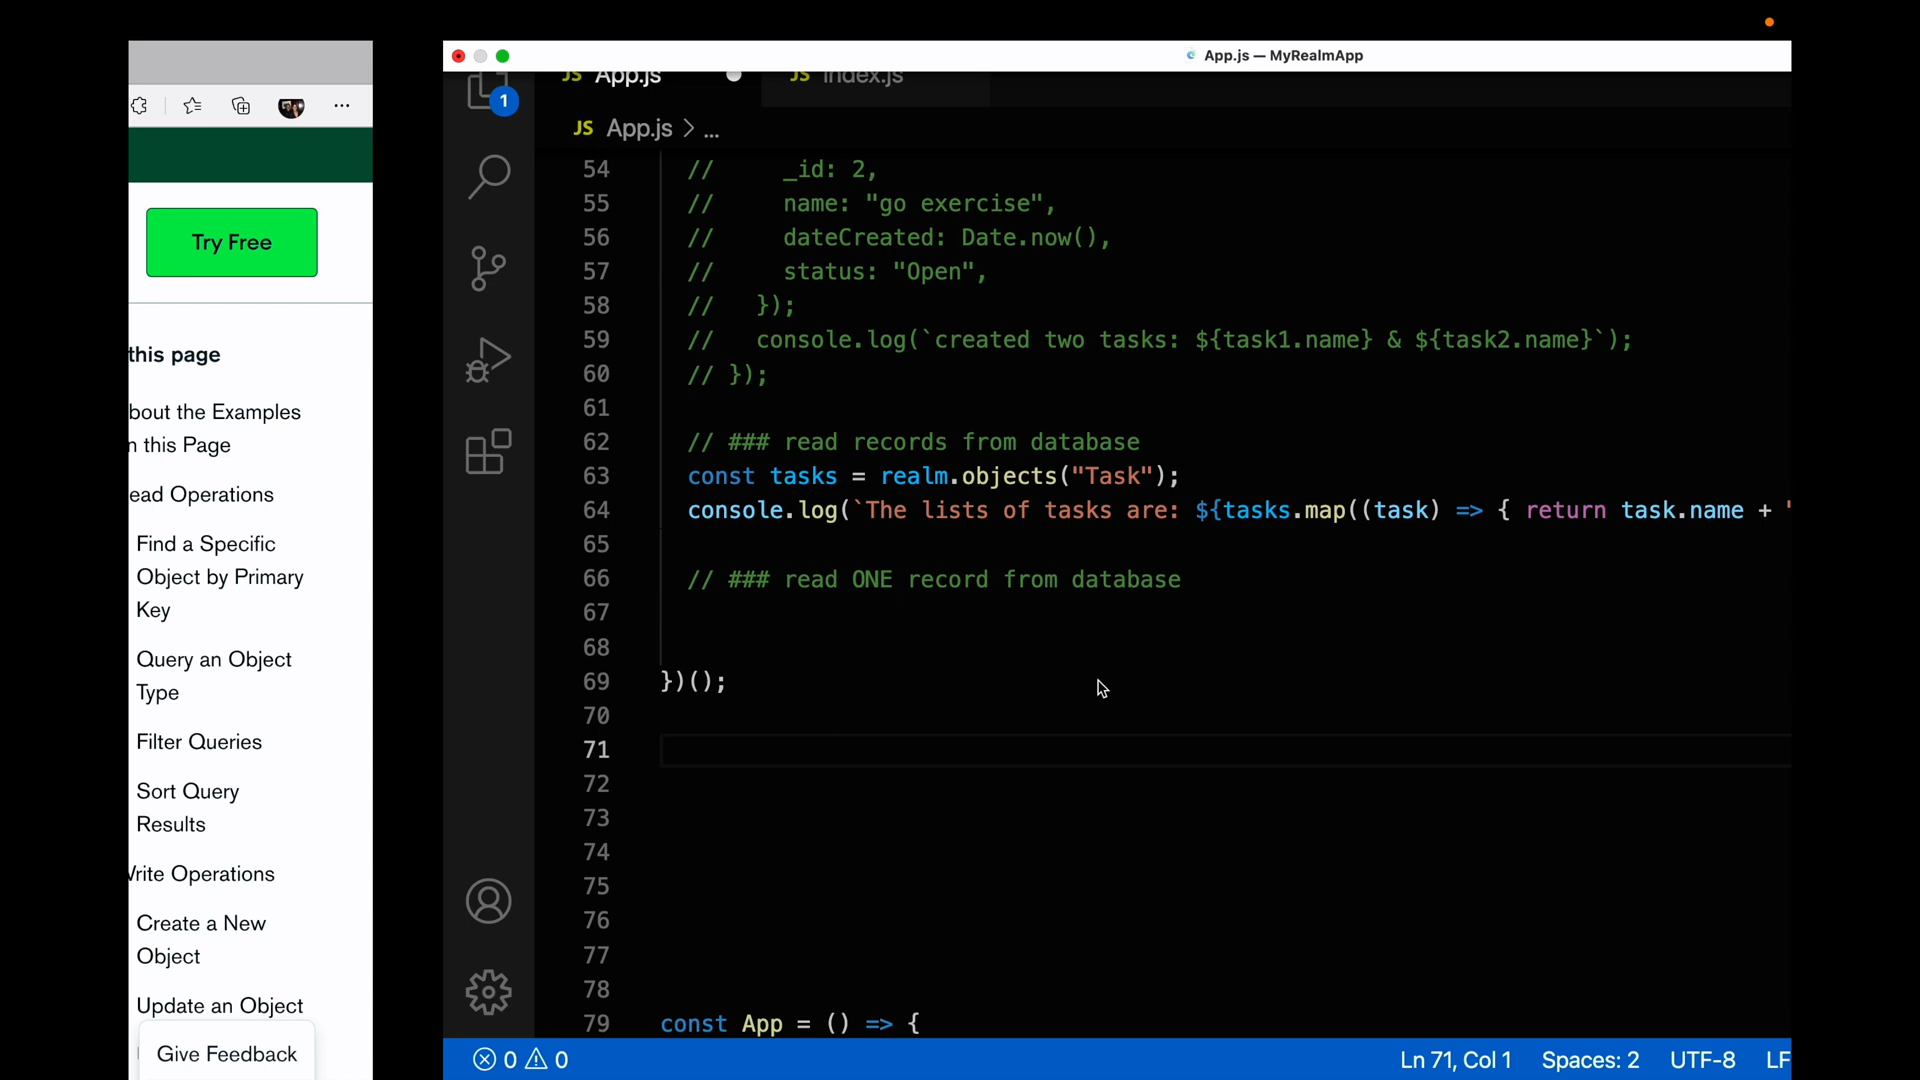 Try Free
this page
bout the Examples
n this Page
ead Operations
Find a Specific
Object by Primary
Key
Query an Object
Type
Filter Queries
Sort Query
Results
Write Operations
Create a New
Object
Update an Object
Give Feedback
App.js — MyRealmApp
1
JS App.js
JS index.js
JS App.js > ...
54 // _id: 2,
55 // name: "go exercise",
56 // dateCreated: Date.now(),
57 // status: "Open",
58 // });
59 // console.log(`created two tasks: ${task1.name} & ${task2.name}`);
60 // });
61
62 // ### read records from database
63 const tasks = realm.objects("Task");
64 console.log(`The lists of tasks are: ${tasks.map((task) => { return task.name + '
65
66 // ### read ONE record from database
67
68
69 })();
70
71
72
73
74
75
76
77
78
79 const App = () => {
0 0
Ln 71, Col 1 Spaces: 2 UTF-8 LF